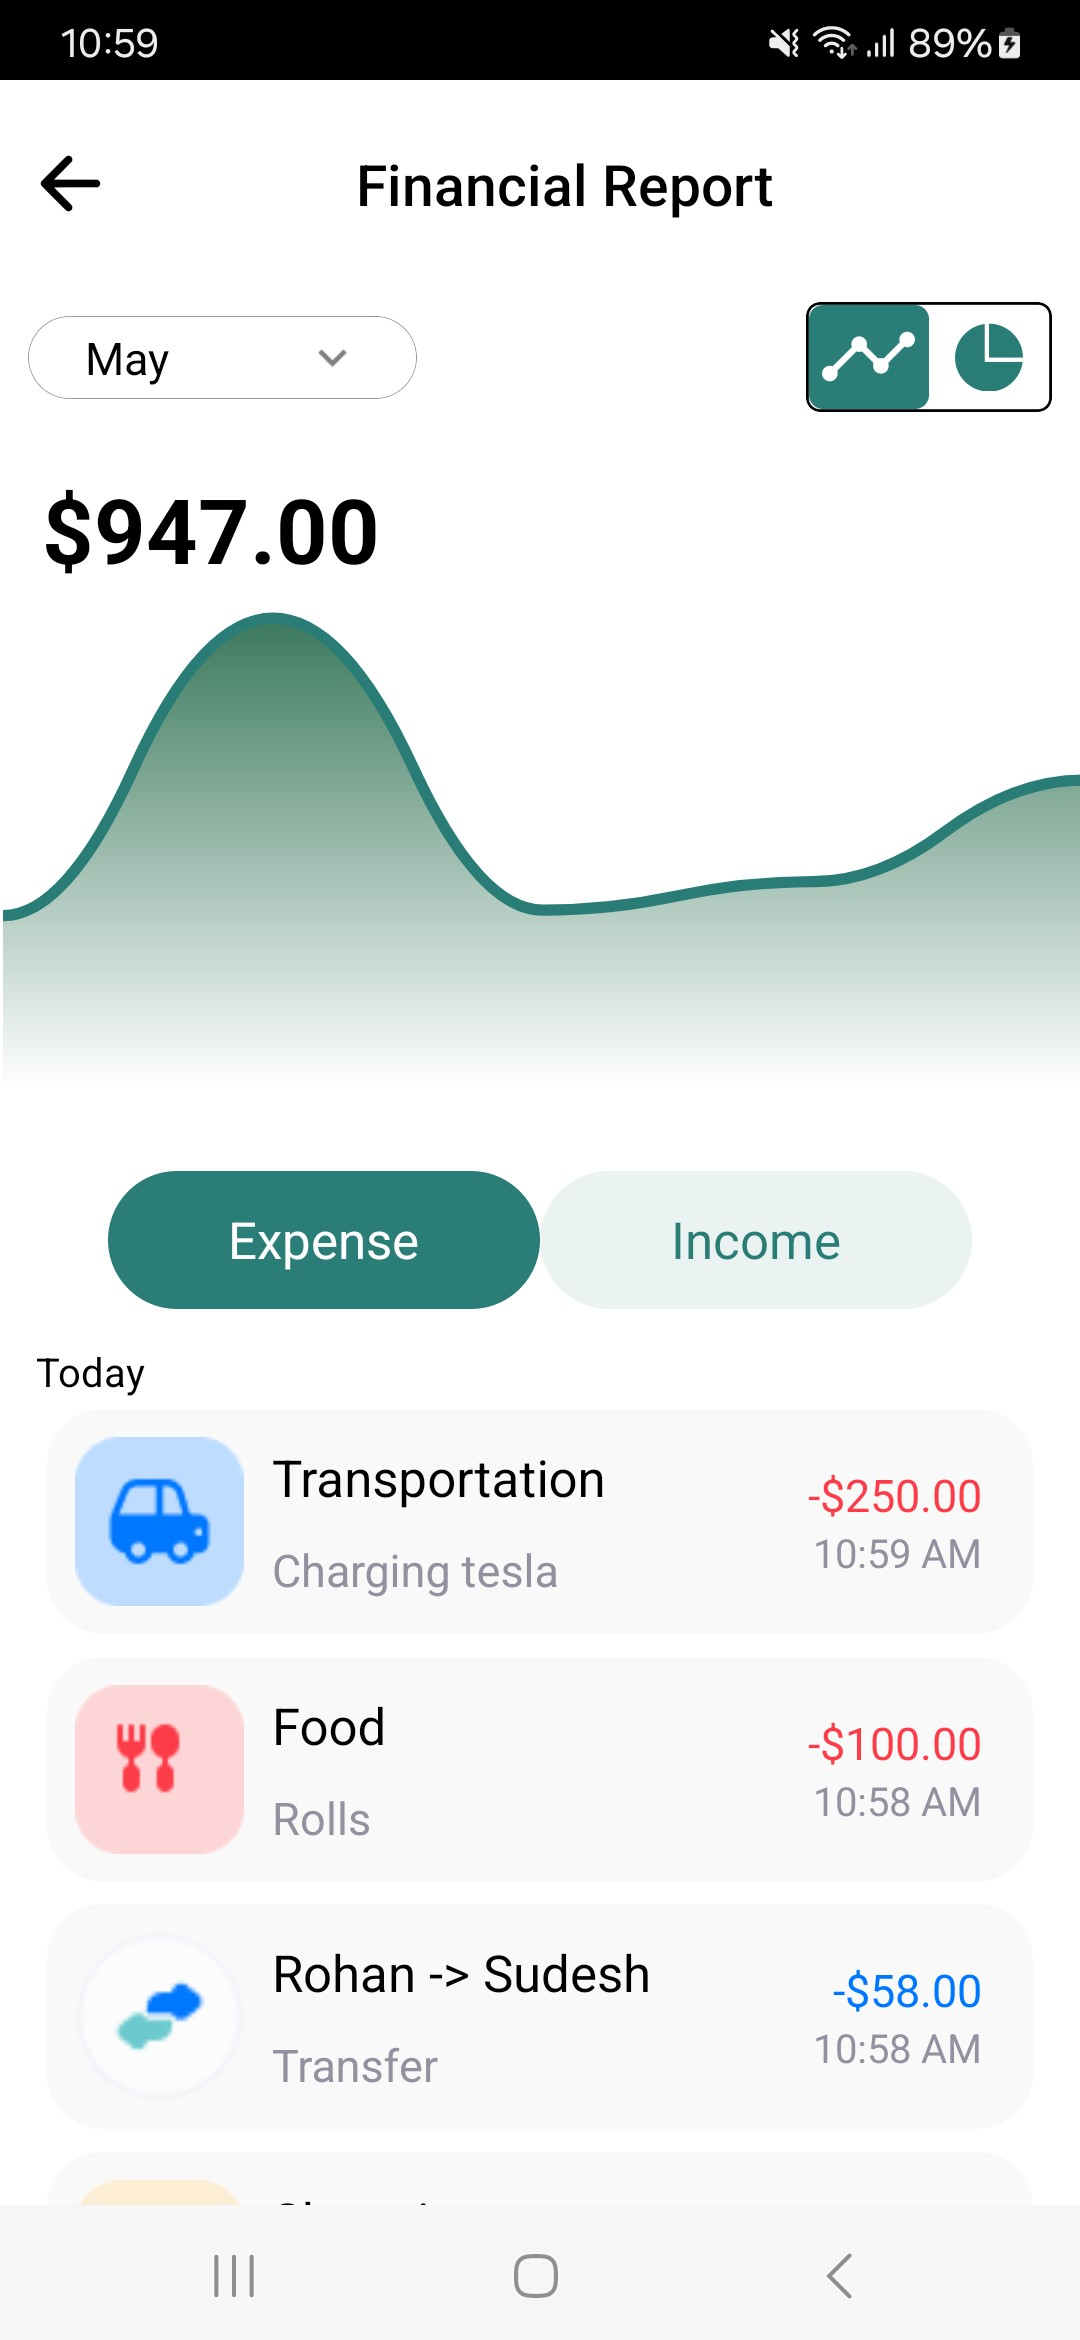 10:59
89%
Financial Report
May
$947.00
Expense
Income
Today
Transportation
-$250.00
Charging tesla
10:59 AM
Food
-$100.00
Rolls
10:58 AM
Rohan -> Sudesh
-$58.00
Transfer
10:58 AM